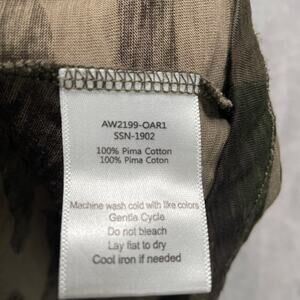 AW2199-OAR1
SSN-1902
100% Pima Cotton
100% Pima Coton
Machine wash cold with like colors
Gentle Cycle
Do not bleach
Lay flat to dry
Cool iron if needed